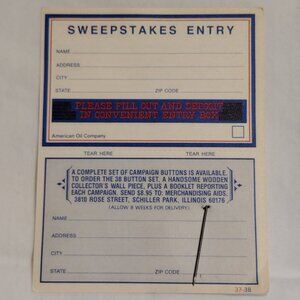 SWEEPSTAKES ENTRY
NAME
ADDRESS
CITY
STATE ZIP CODE
PLEASE FILL OUT AND DEPOSIT
IN CONVENIENT ENTRY BOX
American Oil Company
TEAR HERE TEAR HERE
A COMPLETE SET OF CAMPAIGN BUTTONS IS AVAILABLE.
TO ORDER THE 38 BUTTON SET, A HANDSOME WOODEN
COLLECTOR'S WALL PIECE, PLUS A BOOKLET REPORTING
EACH CAMPAIGN. SEND $8.95 TO: MERCHANDISING AIDS,
3810 ROSE STREET, SCHILLER PARK, ILLINOIS 60176
(ALLOW 8 WEEKS FOR DELIVERY)
NAME
ADDRESS
CITY
STATE ZIP CODE
37-38